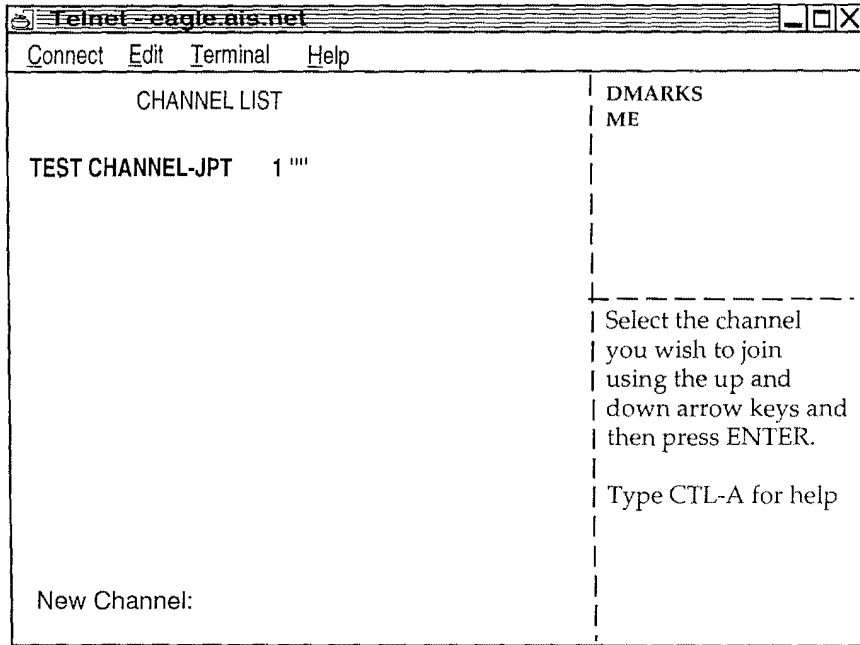 Telnet - eagle.ais.net
Connect Edit Terminal Help
CHANNEL LIST
TEST CHANNEL-JPT 1 ""
New Channel:
DMARKS
ME
Select the channel
you wish to join
using the up and
down arrow keys and
then press ENTER.
Type CTL-A for help